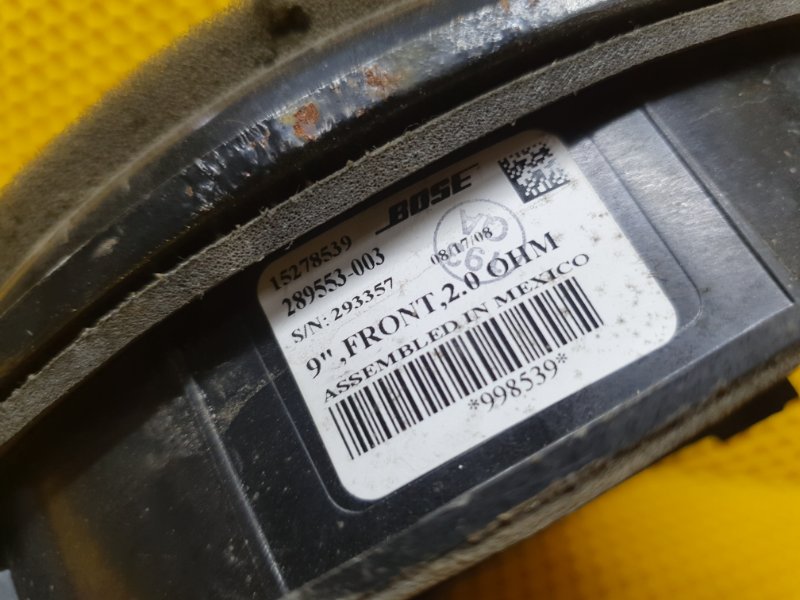 BOSE
15278539
289553-003
08/17/08
S/N: 293357
9",FRONT,2.0 OHM
ASSEMBLED IN MEXICO
*998539*